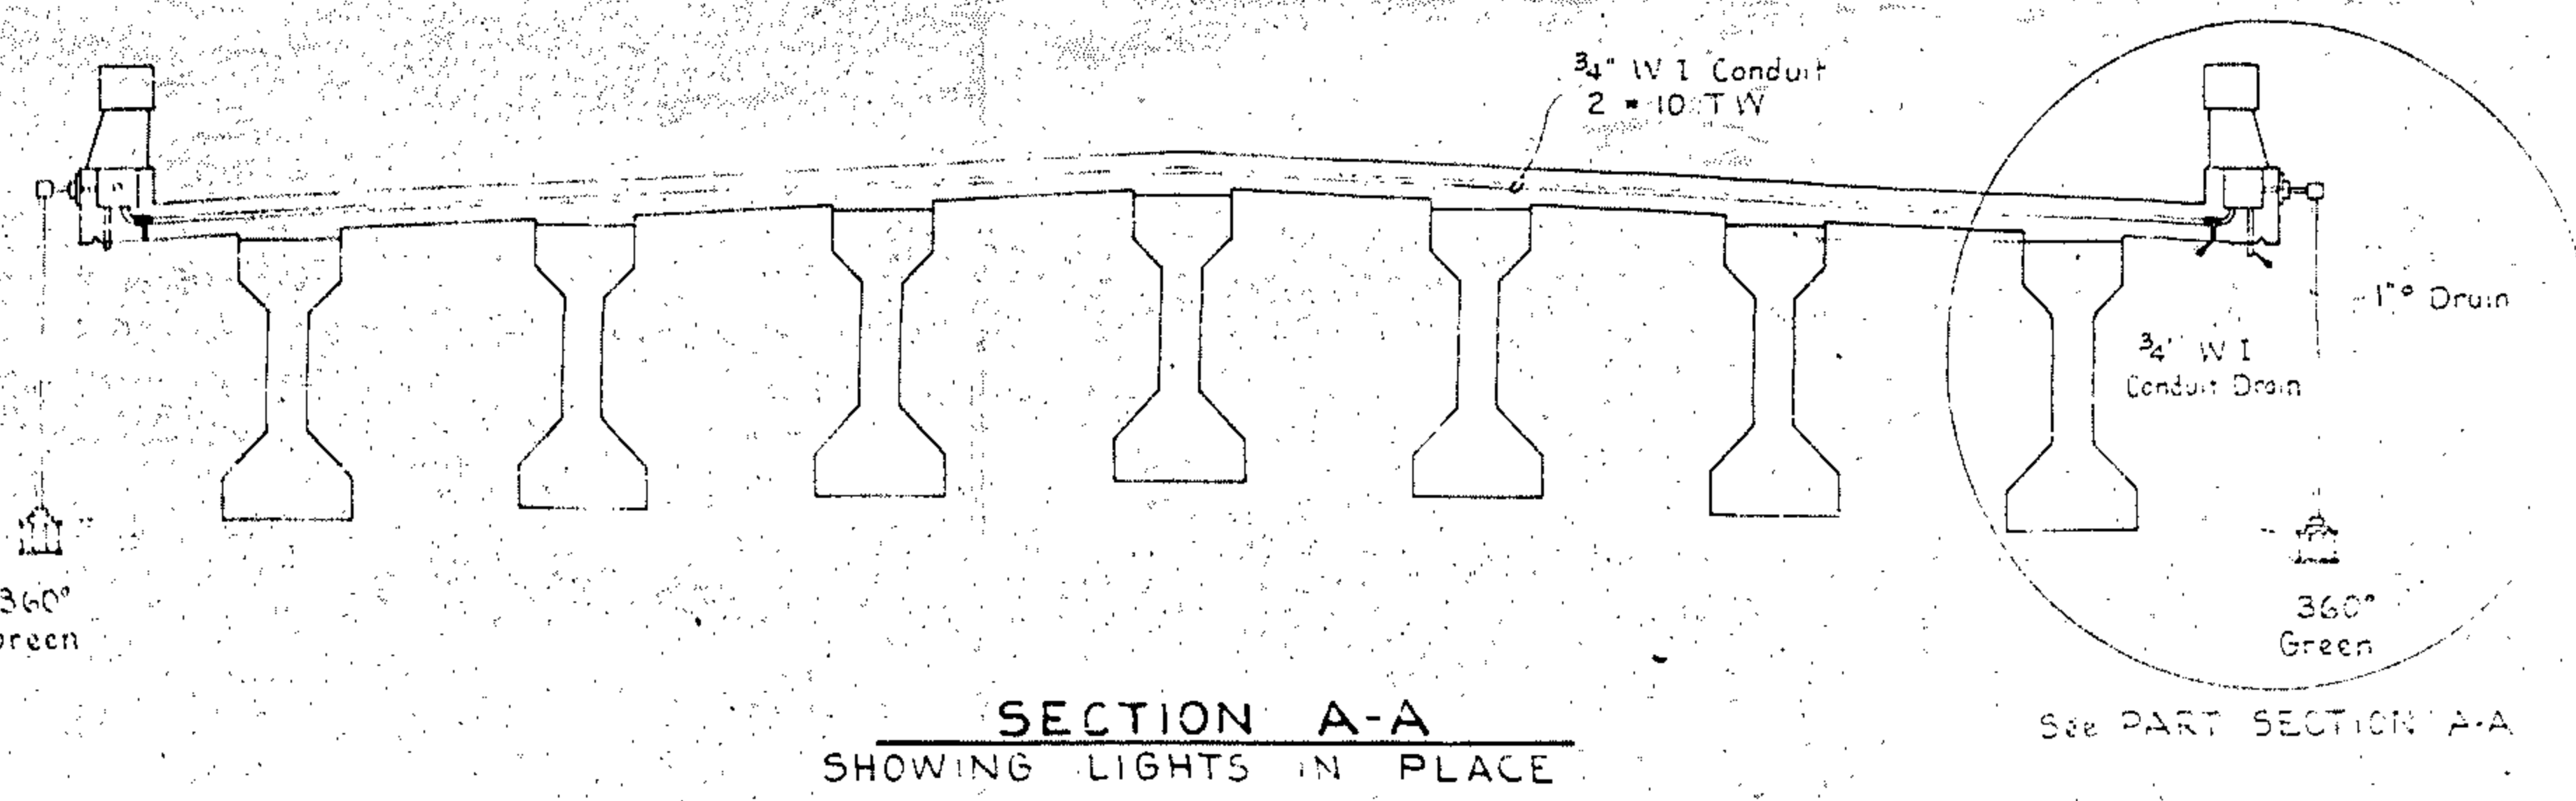 3/4" W I Conduit
2 # 10 T W
1"ø Drain
3/4" W I
Conduit Drain
360°
Green
360°
Green
SECTION A-A
SHOWING LIGHTS IN PLACE
See PART SECTION A-A